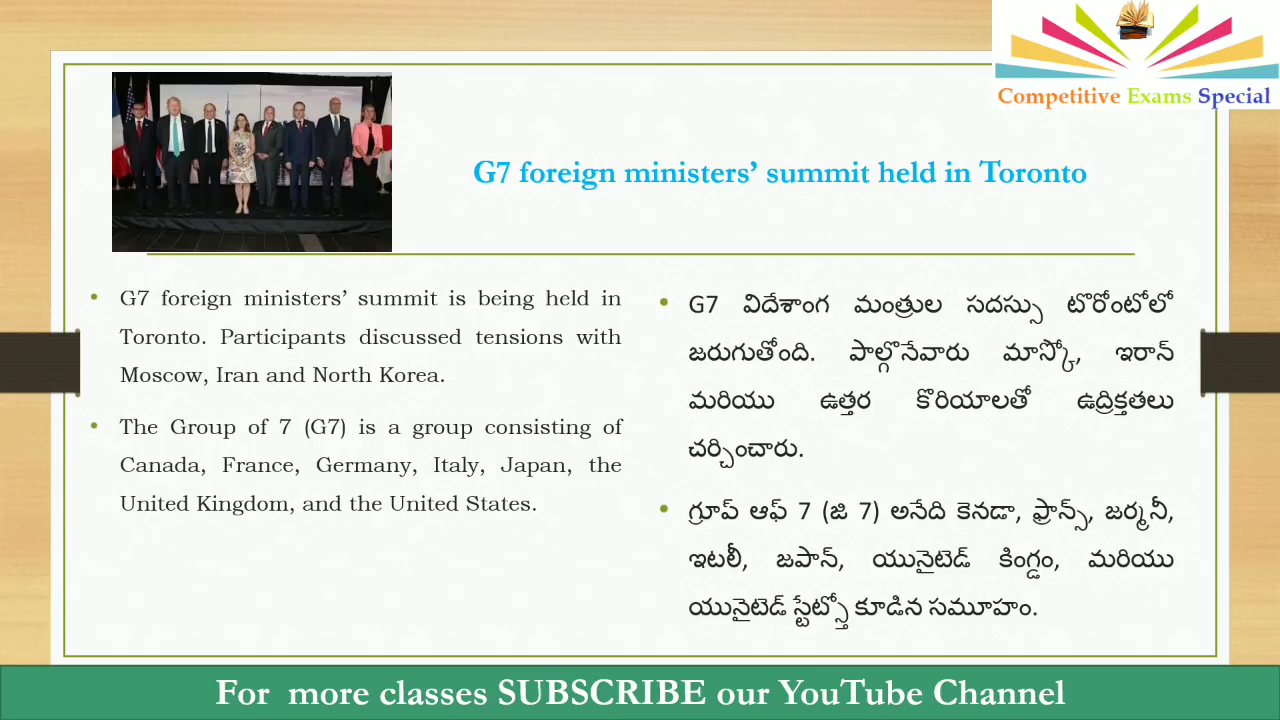 Competitive Exams Special
G7 foreign ministers’ summit held in Toronto
• G7 foreign ministers’ summit is being held in
Toronto. Participants discussed tensions with
Moscow, Iran and North Korea.
• The Group of 7 (G7) is a group consisting of
Canada, France, Germany, Italy, Japan, the
United Kingdom, and the United States.
• G7 విదేశాంగ మంత్రుల సదస్సు టొరోంటోలో
జరుగుతోంది. పాల్గొనేవారు మాస్కో, ఇరాన్
మరియు ఉత్తర కొరియాలతో ఉద్రిక్తతలు
చర్చించారు.
• గ్రూప్ ఆఫ్ 7 (జి 7) అనేది కెనడా, ఫ్రాన్స్, జర్మనీ,
ఇటలీ, జపాన్, యునైటెడ్ కింగ్డం, మరియు
యునైటెడ్ స్టేట్స్తో కూడిన సమూహం.
For more classes SUBSCRIBE our YouTube Channel